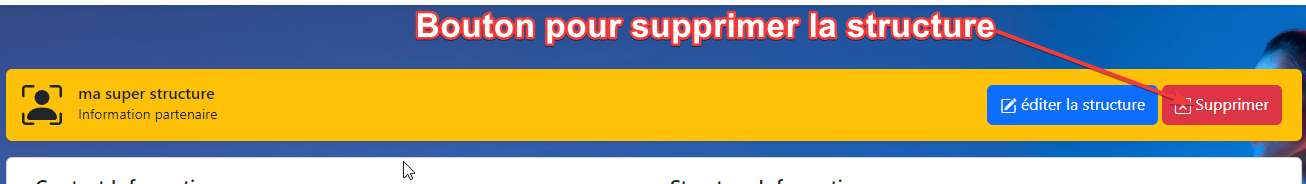 Bouton pour supprimer la structure
ma super structure
Information partenaire
éditer la structure
Supprimer